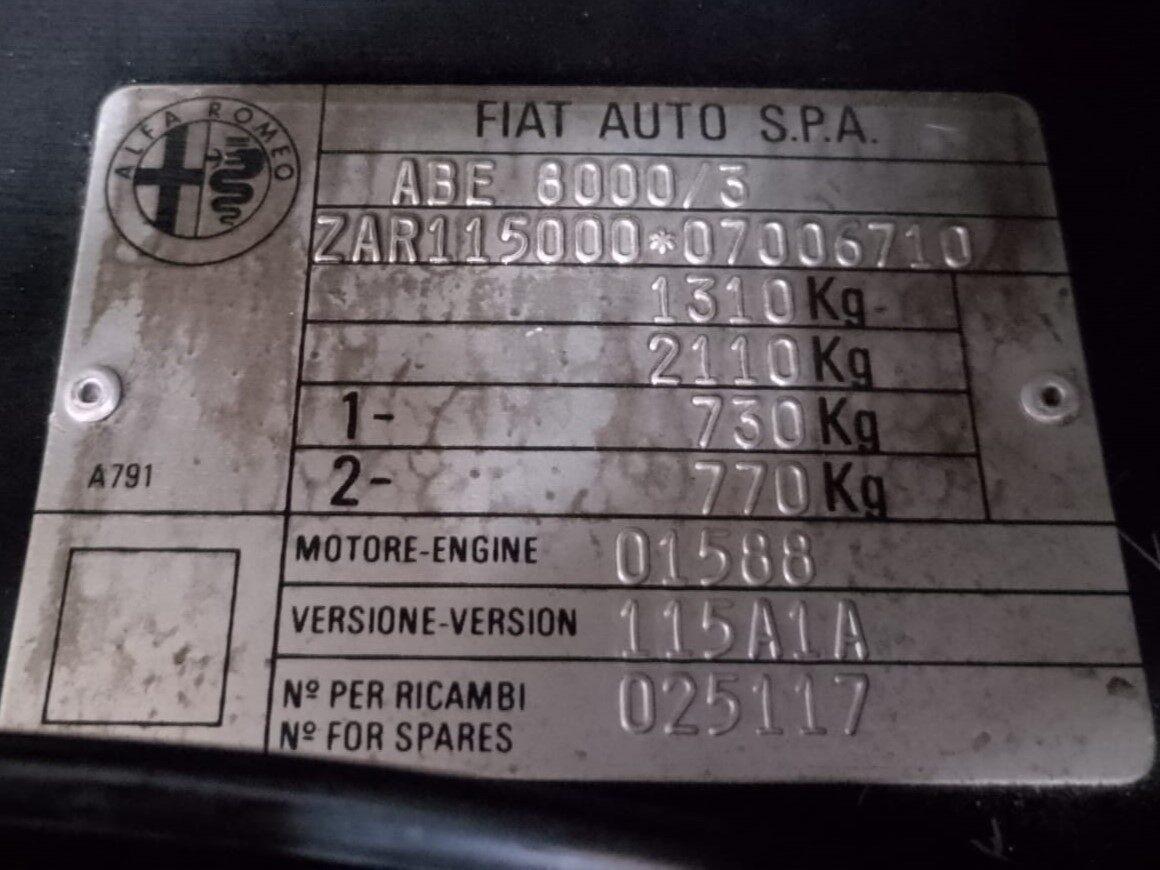 ALFA ROMEO
FIAT AUTO S.P.A.
ABE 8000/3
ZAR115000*07006710
1310 Kg-
2110 Kg
1- 730 Kg
2- 770 Kg
A791
MOTORE-ENGINE 01588
VERSIONE-VERSION 115A1A
Nº PER RICAMBI 025117
Nº FOR SPARES